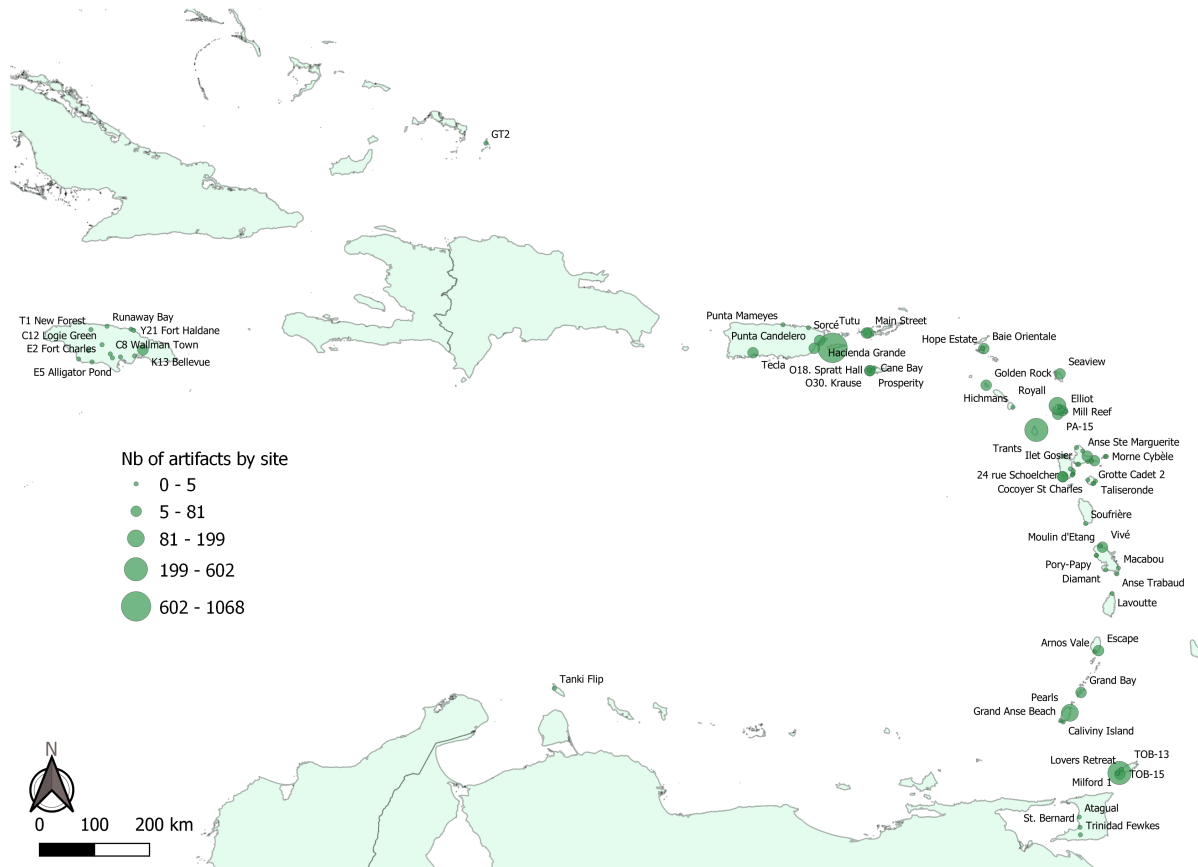 GT2
T1 New Forest
Runaway Bay
C12 Logie Green
Y21 Fort Haldane
E2 Fort Charles
C8 Wallman Town
K13 Bellevue
E5 Alligator Pond
Punta Mameyes
Sorcé
Tutu
Main Street
Punta Candelero
Hacienda Grande
Tecla
O18. Spratt Hall
Cane Bay
O30. Krause
Prosperity
Hope Estate
Baie Orientale
Golden Rock
Seaview
Royall
Hichmans
Elliot
Mill Reef
PA-15
Trants
Anse Ste Marguerite
Ilet Gosier
Morne Cybèle
24 rue Schoelcher
Grotte Cadet 2
Cocoyer St Charles
Taliseronde
Soufrière
Moulin d'Etang
Vivé
Macabou
Pory-Papy
Diamant
Anse Trabaud
Lavoutte
Arnos Vale
Escape
Grand Bay
Pearls
Grand Anse Beach
Caliviny Island
Tanki Flip
Lovers Retreat
TOB-13
TOB-15
Milford 1
Atagual
St. Bernard
Trinidad Fewkes
Nb of artifacts by site
0 - 5
5 - 81
81 - 199
199 - 602
602 - 1068
N
0 100 200 km